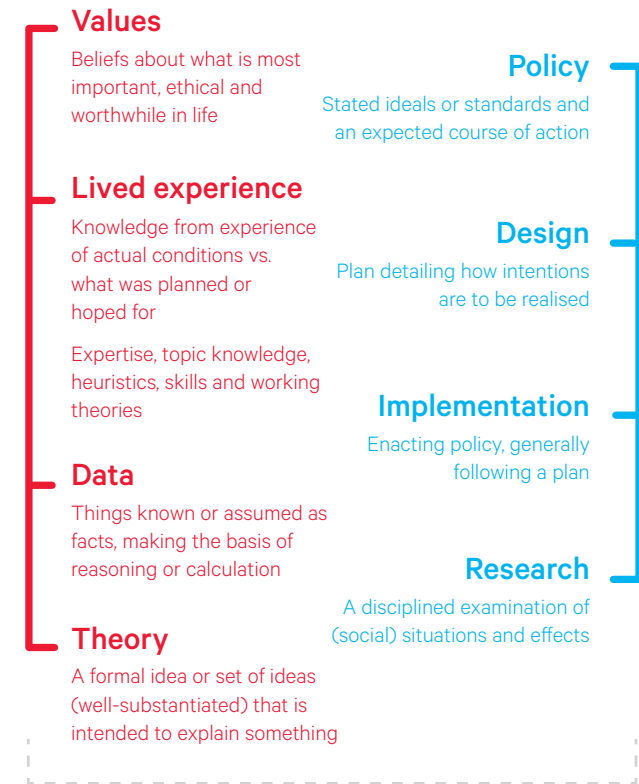 Values
Beliefs about what is most
important, ethical and
worthwhile in life
Lived experience
Knowledge from experience
of actual conditions vs.
what was planned or
hoped for
Expertise, topic knowledge,
heuristics, skills and working
theories
Data
Things known or assumed as
facts, making the basis of
reasoning or calculation
Theory
A formal idea or set of ideas
(well-substantiated) that is
intended to explain something
Policy
Stated ideals or standards and
an expected course of action
Design
Plan detailing how intentions
are to be realised
Implementation
Enacting policy, generally
following a plan
Research
A disciplined examination of
(social) situations and effects